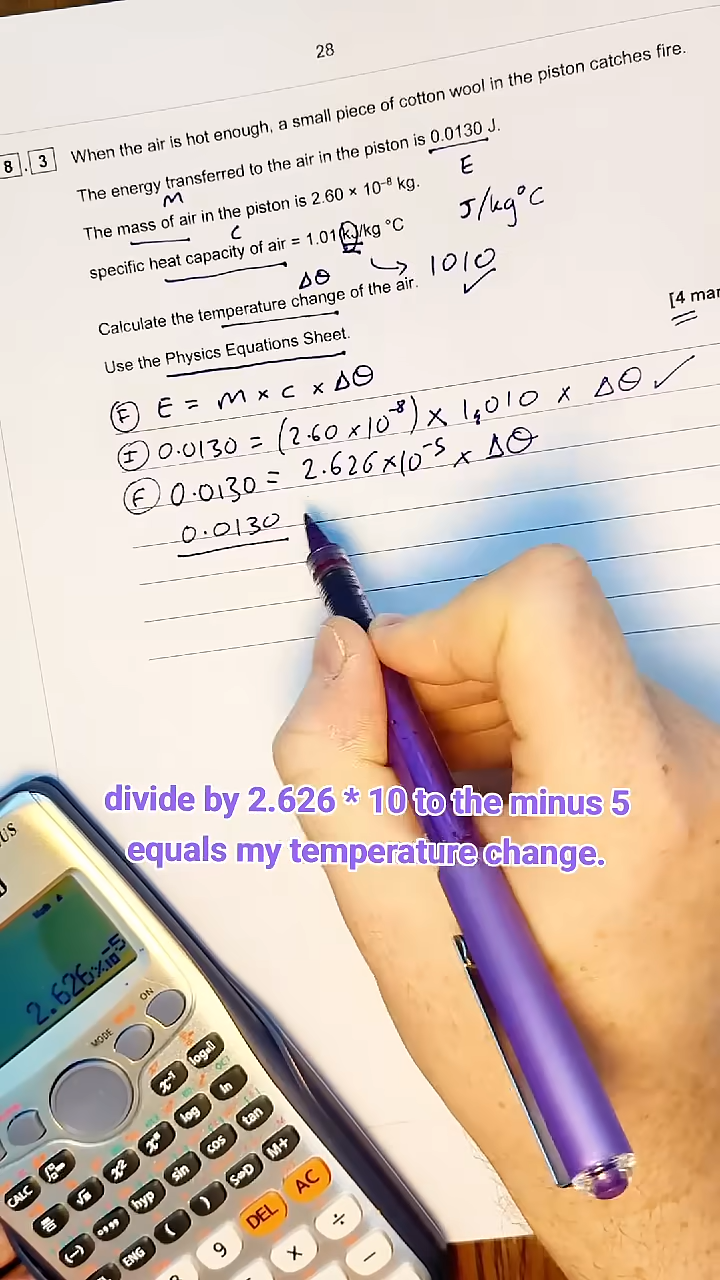 28
8 . 3 When the air is hot enough, a small piece of cotton wool in the piston catches fire.
The energy transferred to the air in the piston is 0.0130 J.
E
M
The mass of air in the piston is 2.60 × 10⁻⁸ kg.
J/kg°C
C
specific heat capacity of air = 1.01 kJ/kg °C
→ 1010 ✓
Δθ
Calculate the temperature change of the air.
[4 mar
Use the Physics Equations Sheet.
(F) E = m × c × Δθ
(I) 0.0130 = (2.60 × 10⁻⁸) × 1,010 × Δθ ✓
(F) 0.0130 = 2.626 × 10⁻⁵ × Δθ
0.0130
divide by 2.626 * 10 to the minus 5
equals my temperature change.
US
Math ▲
2.626×10⁻⁵
MODE
ON
CALC
x⁻¹
logₐb
√
x²
xⁿ
log
ln
(−)
° ' "
hyp
sin
cos
tan
ENG
(
)
S⇔D
M+
9
DEL
AC
×
÷
−